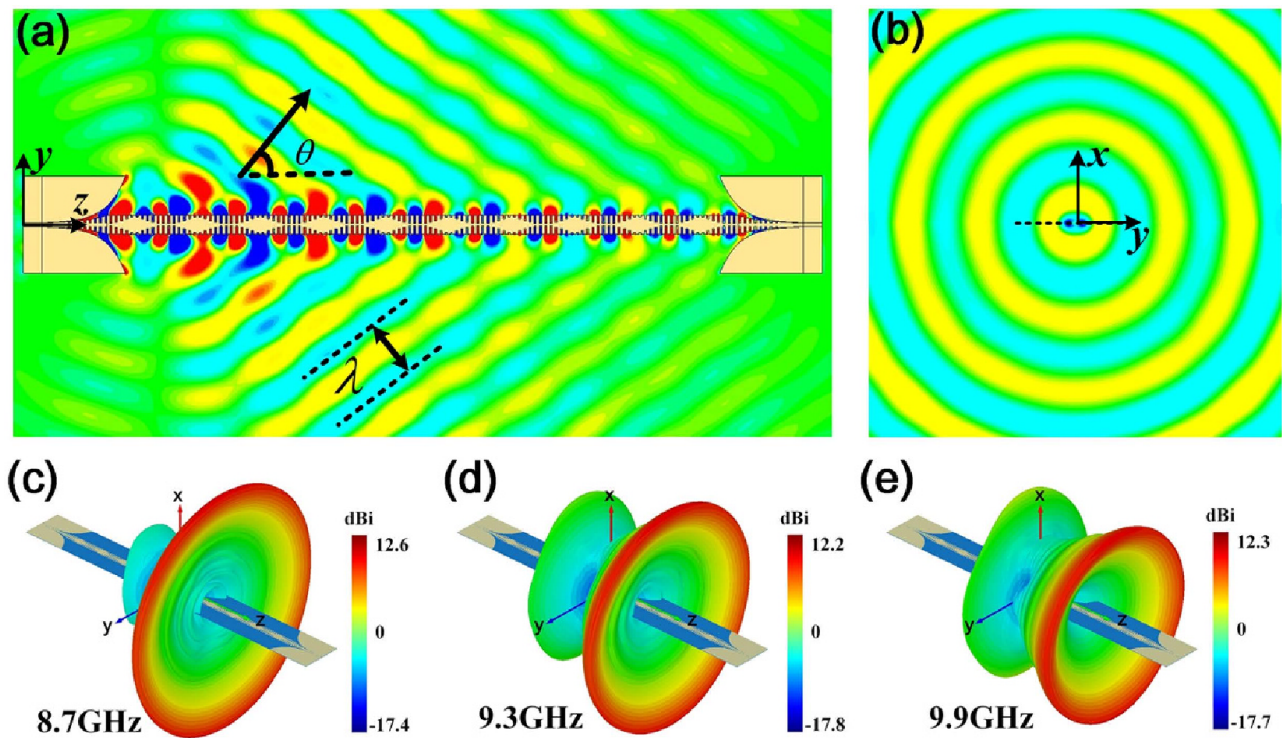 (a)
y
z
θ
λ
(b)
x
y
(c)
x
y
z
dBi
12.6
0
-17.4
8.7GHz
(d)
x
y
z
dBi
12.2
0
-17.8
9.3GHz
(e)
x
y
z
dBi
12.3
0
-17.7
9.9GHz